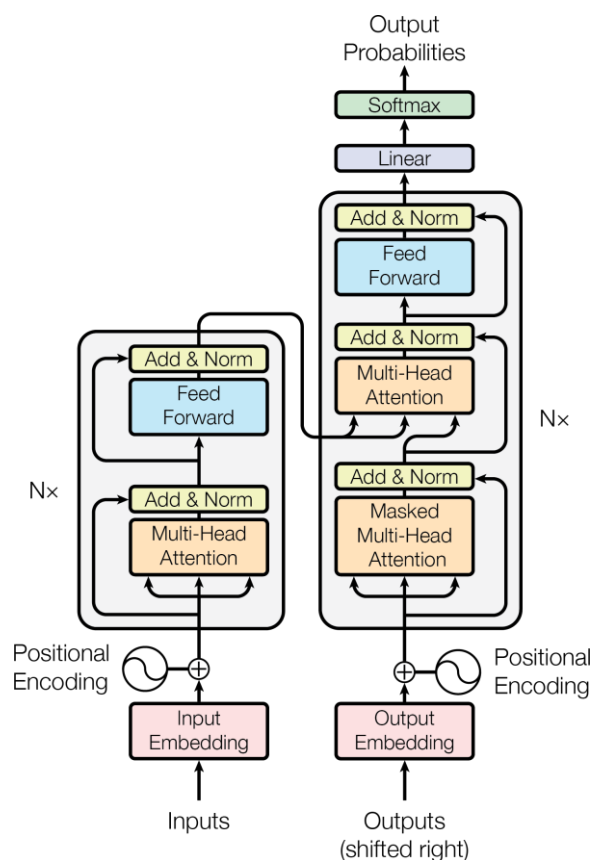 Output
Probabilities
Softmax
Linear
Add & Norm
Feed
Forward
Add & Norm
Multi-Head
Attention
Add & Norm
Masked
Multi-Head
Attention
N×
Add & Norm
Feed
Forward
Add & Norm
Multi-Head
Attention
N×
Positional
Encoding
Positional
Encoding
Input
Embedding
Output
Embedding
Inputs
Outputs
(shifted right)